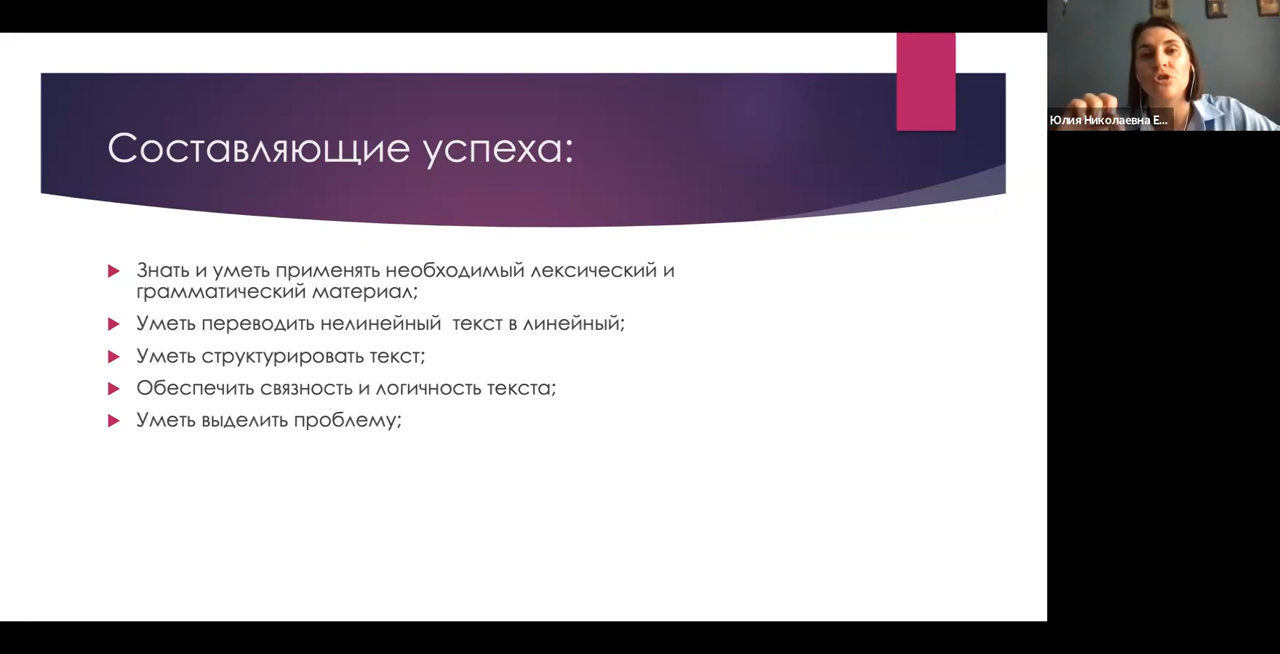 Составляющие успеха:
Знать и уметь применять необходимый лексический и
грамматический материал;
Уметь переводить нелинейный текст в линейный;
Уметь структурировать текст;
Обеспечить связность и логичность текста;
Уметь выделить проблему;
Юлия Николаевна Е...